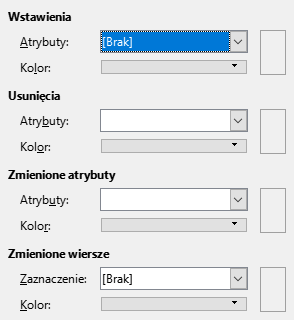 Wstawienia
Atrybuty: [Brak]
Kolor:
Usunięcia
Atrybuty:
Kolor:
Zmienione atrybuty
Atrybuty:
Kolor:
Zmienione wiersze
Zaznaczenie: [Brak]
Kolor: